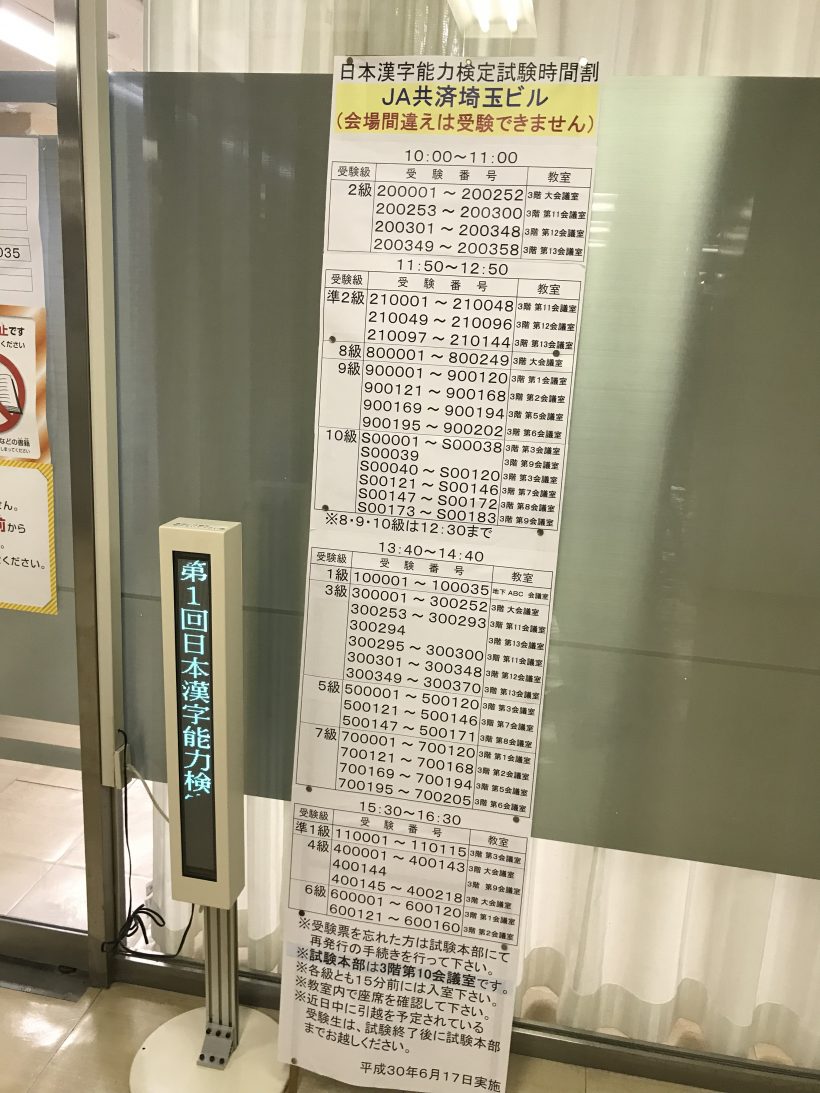 日本漢字能力検定試験時間割
JA共済埼玉ビル
(会場間違えは受験できません)
10:00～11:00
受験級 受験番号 教室
2級 200001～200252 3階 大会議室
200253～200300 3階 第11会議室
200301～200348 3階 第12会議室
200349～200358 3階 第13会議室
11:50～12:50
受験級 受験番号 教室
準2級 210001～210048 3階 第11会議室
210049～210096 3階 第12会議室
210097～210144 3階 第13会議室
8級 800001～800249 3階 大会議室
9級 900001～900120 3階 第1会議室
900121～900168 3階 第2会議室
900169～900194 3階 第5会議室
900195～900202 3階 第6会議室
10級 S00001～S00038 3階 第3会議室
S00039 3階 第9会議室
S00040～S00120 3階 第3会議室
S00121～S00146 3階 第7会議室
S00147～S00172 3階 第8会議室
S00173～S00183 3階 第9会議室
※8・9・10級は12:30まで
13:40～14:40
受験級 受験番号 教室
1級 100001～100035 地下 ABC 会議室
3級 300001～300252 3階 大会議室
300253～300293 3階 第11会議室
300294 3階 第13会議室
300295～300300 3階 第11会議室
300301～300348 3階 第12会議室
300349～300370 3階 第13会議室
5級 500001～500120 3階 第3会議室
500121～500146 3階 第7会議室
500147～500171 3階 第8会議室
7級 700001～700120 3階 第1会議室
700121～700168 3階 第2会議室
700169～700194 3階 第5会議室
700195～700205 3階 第6会議室
15:30～16:30
受験級 受験番号 教室
準1級 110001～110115 3階 第3会議室
4級 400001～400143 3階 大会議室
400144 3階 第9会議室
400145～400218 3階 大会議室
6級 600001～600120 3階 第1会議室
600121～600160 3階 第2会議室
※受験票を忘れた方は試験本部にて
再発行の手続きを行って下さい。
※試験本部は3階第10会議室です。
※各級とも15分前には入室下さい。
※教室内で座席を確認して下さい。
※近日中に引越を予定されている
受験生は、試験終了後に試験本部
までお越しください。
平成30年6月17日実施
第1回日本漢字能力検
035
止です
ください
などの書籍
しまってください
せん。
前から
ください。